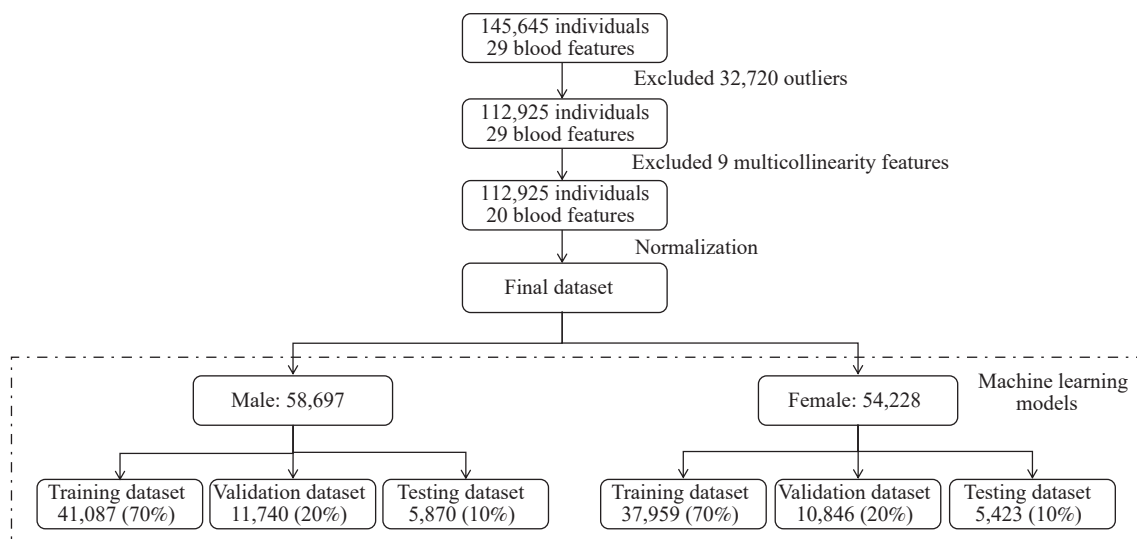 145,645 individuals
29 blood features
Excluded 32,720 outliers
112,925 individuals
29 blood features
Excluded 9 multicollinearity features
112,925 individuals
20 blood features
Normalization
Final dataset
Machine learning
models
Male: 58,697
Female: 54,228
Training dataset
41,087 (70%)
Validation dataset
11,740 (20%)
Testing dataset
5,870 (10%)
Training dataset
37,959 (70%)
Validation dataset
10,846 (20%)
Testing dataset
5,423 (10%)